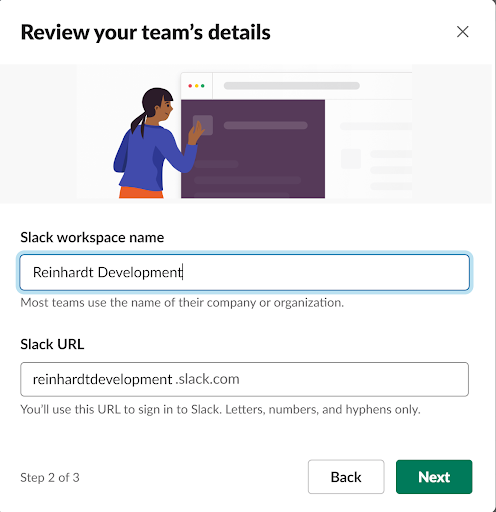 Review your team’s details
Slack workspace name
Reinhardt Development
Most teams use the name of their company or organization.
Slack URL
reinhardtdevelopment .slack.com
You’ll use this URL to sign in to Slack. Letters, numbers, and hyphens only.
Step 2 of 3
Back
Next